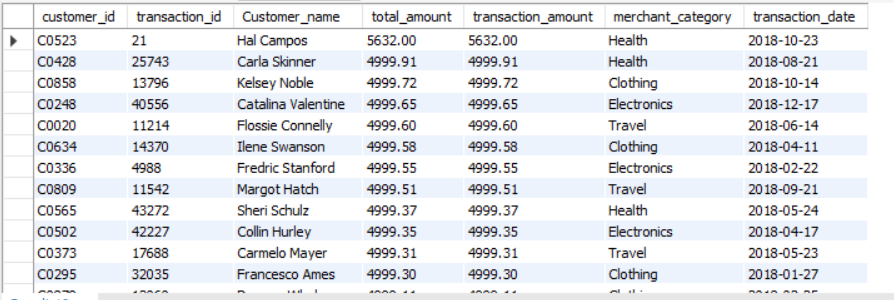 customer_id transaction_id Customer_name total_amount transaction_amount merchant_category transaction_date
C0523 21 Hal Campos 5632.00 5632.00 Health 2018-10-23
C0428 25743 Carla Skinner 4999.91 4999.91 Health 2018-08-21
C0858 13796 Kelsey Noble 4999.72 4999.72 Clothing 2018-10-14
C0248 40556 Catalina Valentine 4999.65 4999.65 Electronics 2018-12-17
C0020 11214 Flossie Connelly 4999.60 4999.60 Travel 2018-06-14
C0634 14370 Ilene Swanson 4999.58 4999.58 Clothing 2018-04-11
C0336 4988 Fredric Stanford 4999.55 4999.55 Electronics 2018-02-22
C0809 11542 Margot Hatch 4999.51 4999.51 Travel 2018-09-21
C0565 43272 Sheri Schulz 4999.37 4999.37 Health 2018-05-24
C0502 42227 Collin Hurley 4999.35 4999.35 Electronics 2018-04-17
C0373 17688 Carmelo Mayer 4999.31 4999.31 Travel 2018-05-23
C0295 32035 Francesco Ames 4999.30 4999.30 Clothing 2018-01-27